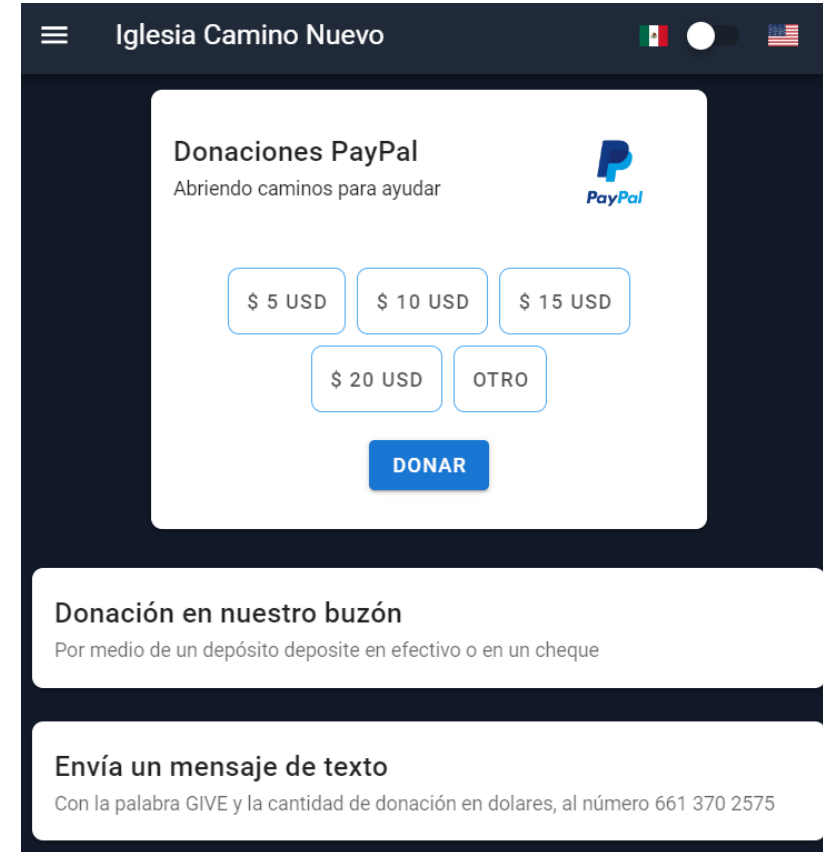 Iglesia Camino Nuevo
Donaciones PayPal
Abriendo caminos para ayudar
PayPal
$ 5 USD
$ 10 USD
$ 15 USD
$ 20 USD
OTRO
DONAR
Donación en nuestro buzón
Por medio de un depósito deposite en efectivo o en un cheque
Envía un mensaje de texto
Con la palabra GIVE y la cantidad de donación en dolares, al número 661 370 2575